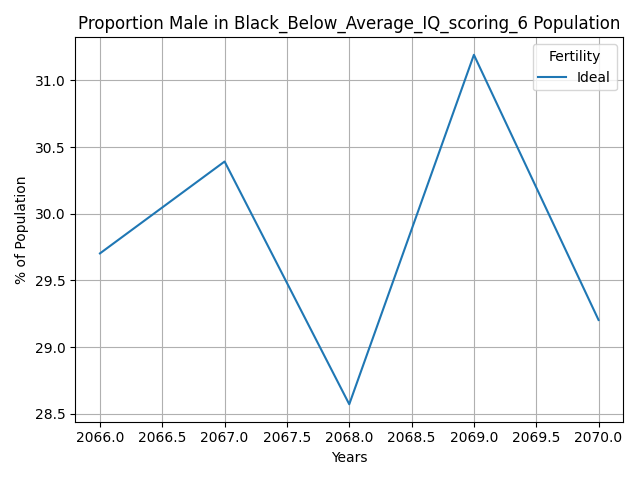 Proportion Male in Black_Below_Average_IQ_scoring_6 Population
Fertility
Ideal
% of Population
31.0
30.5
30.0
29.5
29.0
28.5
2066.0 2066.5 2067.0 2067.5 2068.0 2068.5 2069.0 2069.5 2070.0
Years